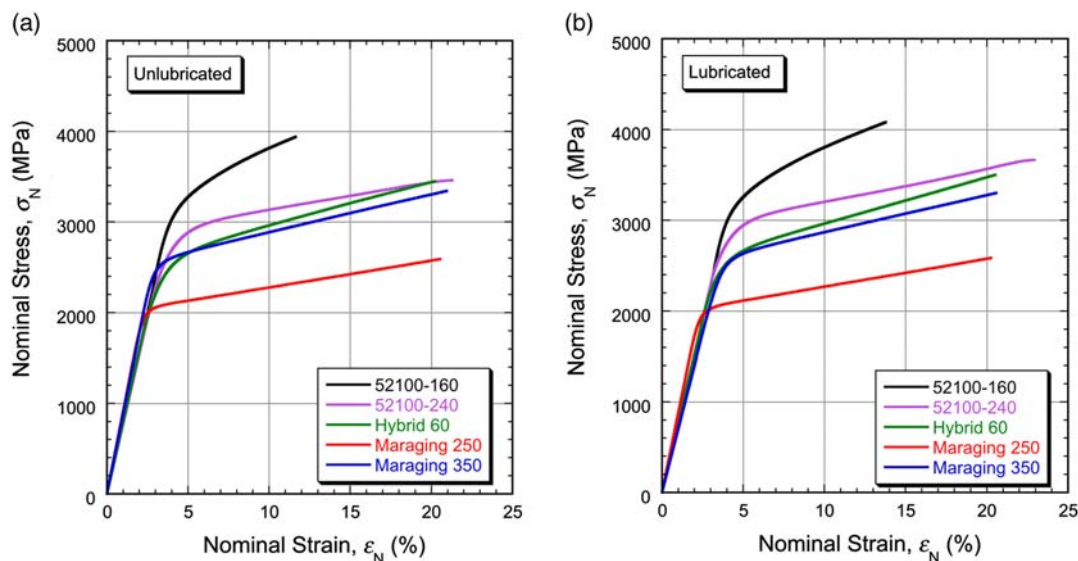 (a)
Unlubricated
Nominal Stress, σN (MPa)
5000
4000
3000
2000
1000
0
52100-160
52100-240
Hybrid 60
Maraging 250
Maraging 350
0 5 10 15 20 25
Nominal Strain, εN (%)
(b)
Lubricated
Nominal Stress, σN (MPa)
5000
4000
3000
2000
1000
0
52100-160
52100-240
Hybrid 60
Maraging 250
Maraging 350
0 5 10 15 20 25
Nominal Strain, εN (%)